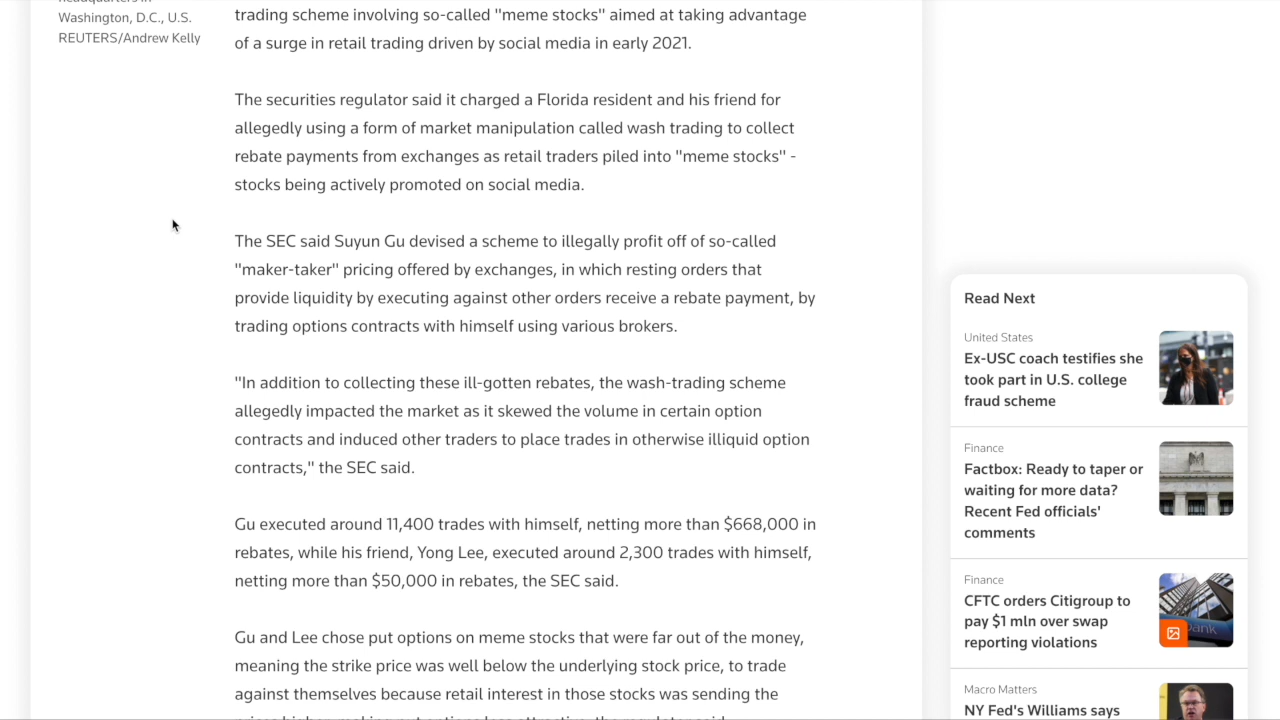 headquarters in
Washington, D.C., U.S.
REUTERS/Andrew Kelly
trading scheme involving so-called "meme stocks" aimed at taking advantage
of a surge in retail trading driven by social media in early 2021.
The securities regulator said it charged a Florida resident and his friend for
allegedly using a form of market manipulation called wash trading to collect
rebate payments from exchanges as retail traders piled into "meme stocks" -
stocks being actively promoted on social media.
The SEC said Suyun Gu devised a scheme to illegally profit off of so-called
"maker-taker" pricing offered by exchanges, in which resting orders that
provide liquidity by executing against other orders receive a rebate payment, by
trading options contracts with himself using various brokers.
"In addition to collecting these ill-gotten rebates, the wash-trading scheme
allegedly impacted the market as it skewed the volume in certain option
contracts and induced other traders to place trades in otherwise illiquid option
contracts," the SEC said.
Gu executed around 11,400 trades with himself, netting more than $668,000 in
rebates, while his friend, Yong Lee, executed around 2,300 trades with himself,
netting more than $50,000 in rebates, the SEC said.
Gu and Lee chose put options on meme stocks that were far out of the money,
meaning the strike price was well below the underlying stock price, to trade
against themselves because retail interest in those stocks was sending the
prices higher, making put options less attractive, the regulator said.
Read Next
United States
Ex-USC coach testifies she
took part in U.S. college
fraud scheme
Finance
Factbox: Ready to taper or
waiting for more data?
Recent Fed officials'
comments
Finance
CFTC orders Citigroup to
pay $1 mln over swap
reporting violations
bank
Macro Matters
NY Fed's Williams says